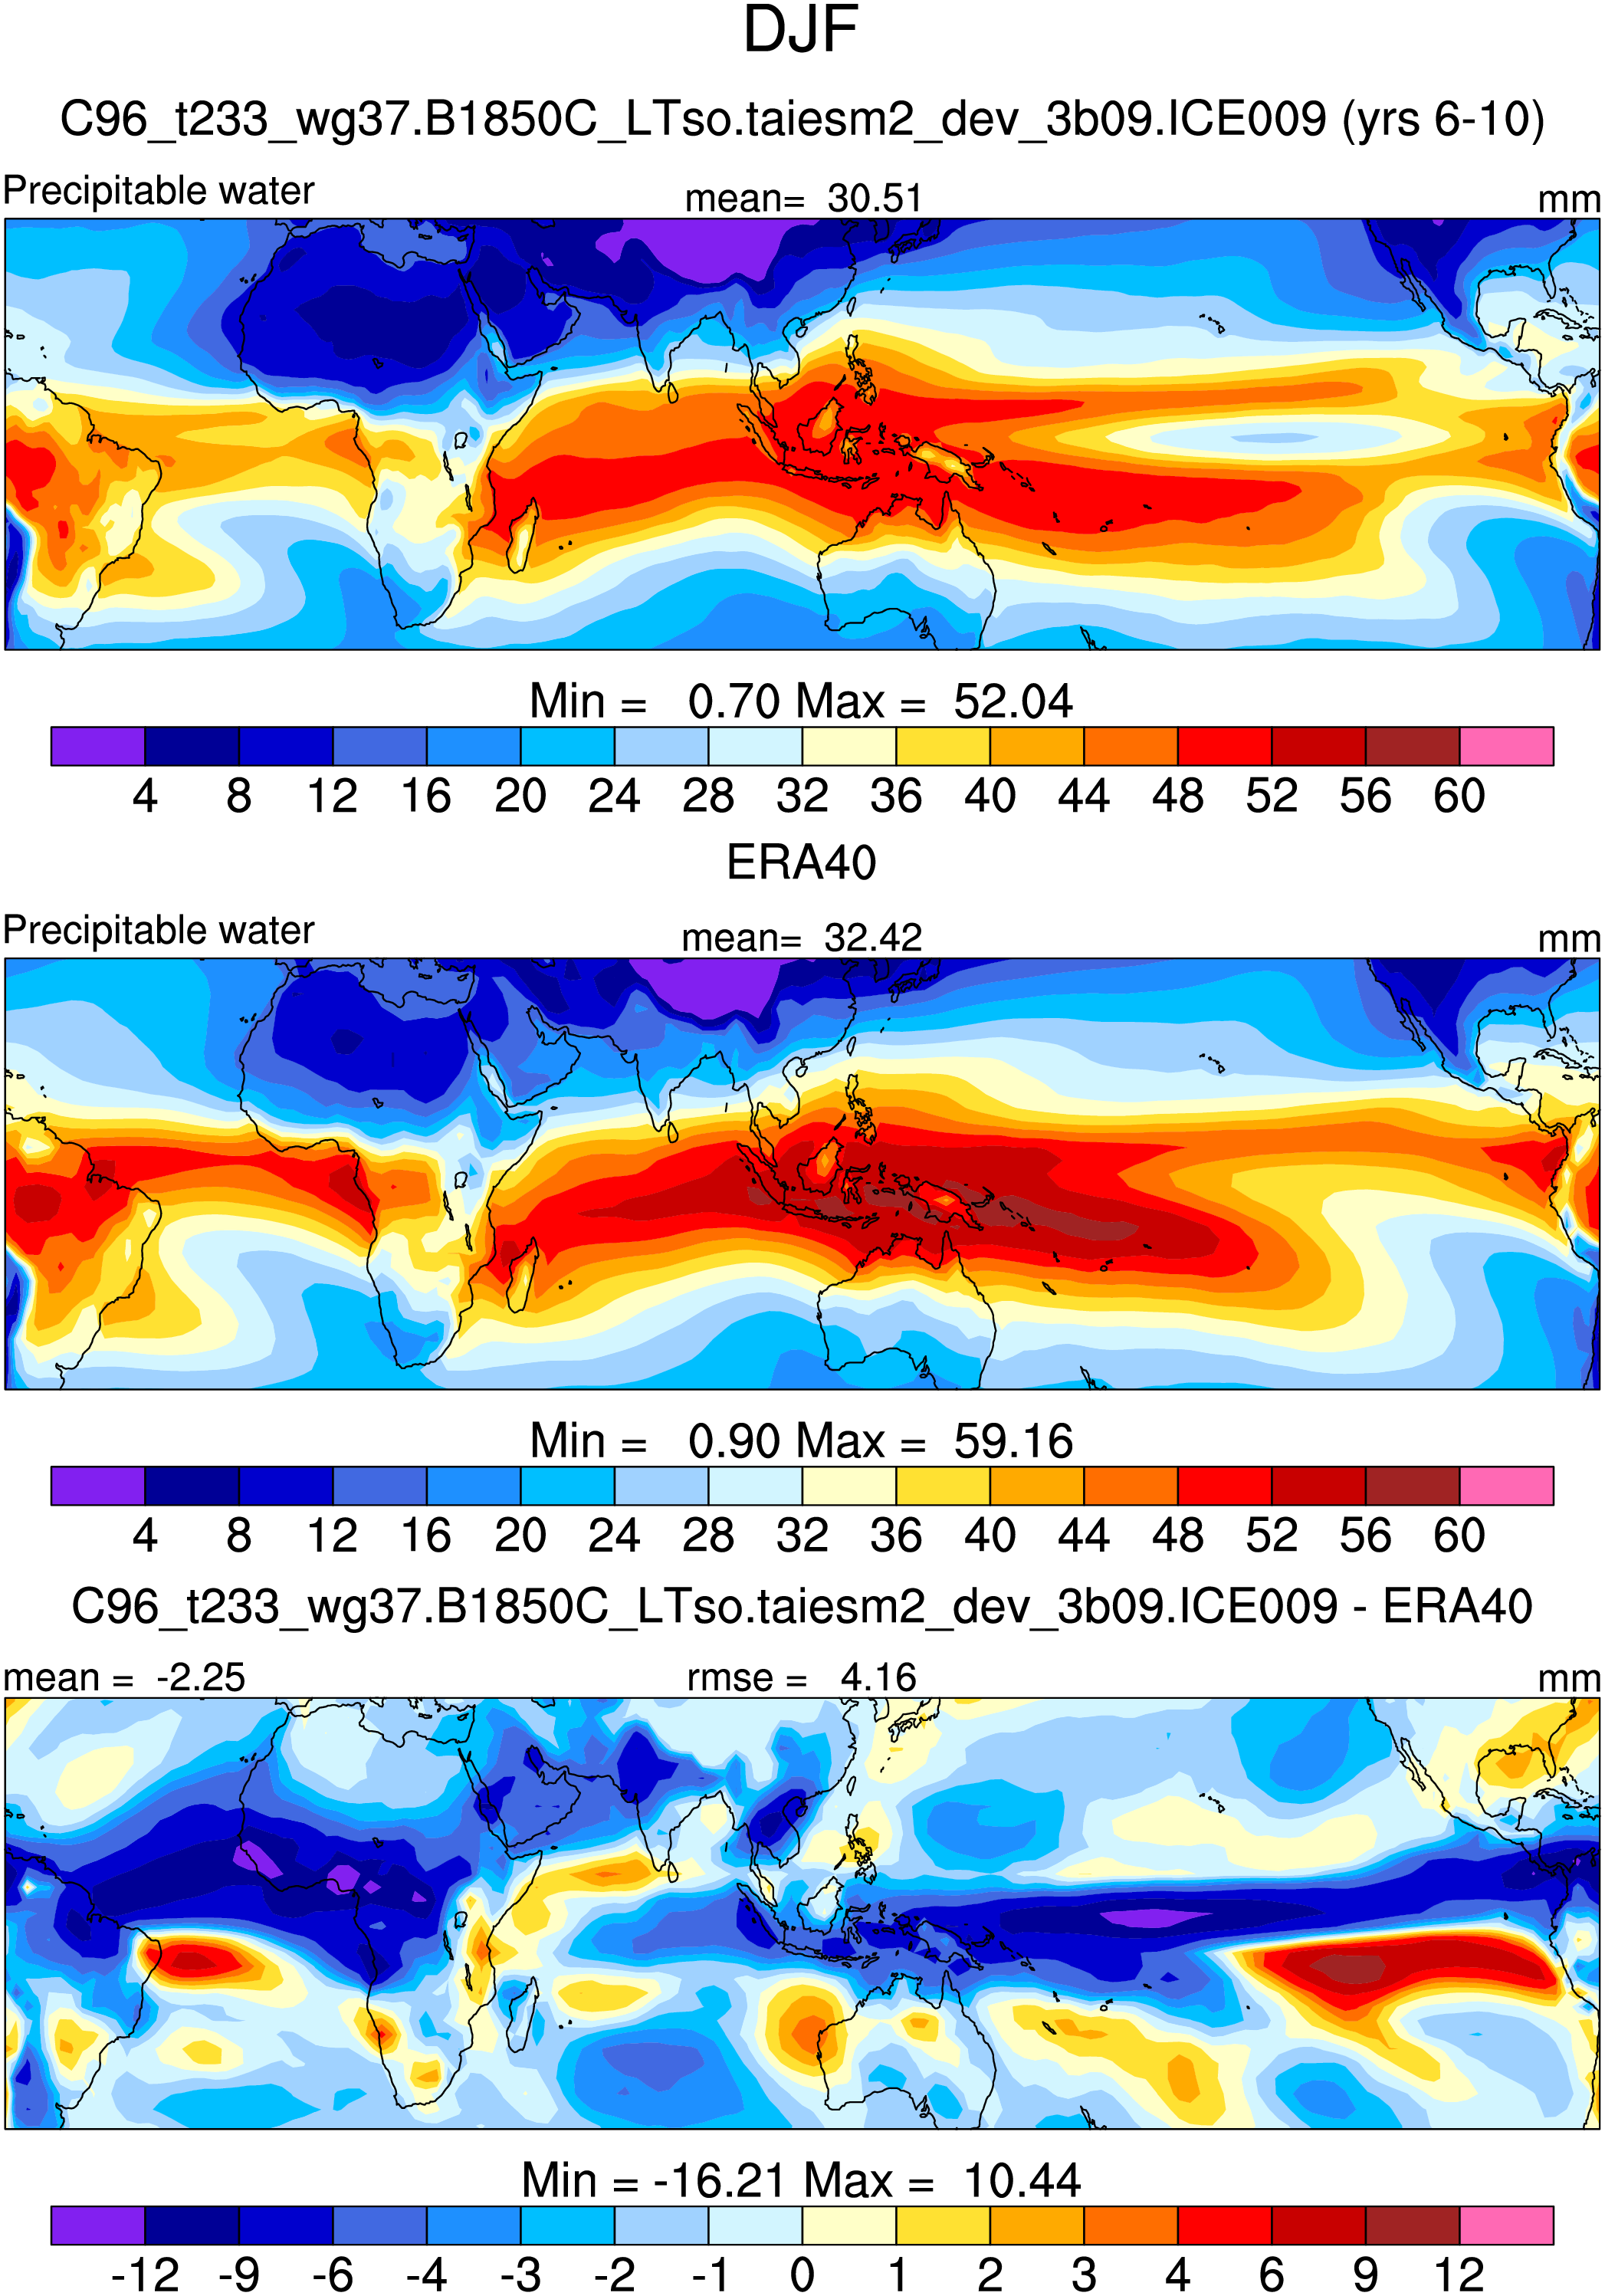 DJF
C96_t233_wg37.B1850C_LTso.taiesm2_dev_3b09.ICE009 (yrs 6-10)
Precipitable water mean= 30.51 mm
Min = 0.70 Max = 52.04
4 8 12 16 20 24 28 32 36 40 44 48 52 56 60
ERA40
Precipitable water mean= 32.42 mm
Min = 0.90 Max = 59.16
4 8 12 16 20 24 28 32 36 40 44 48 52 56 60
C96_t233_wg37.B1850C_LTso.taiesm2_dev_3b09.ICE009 - ERA40
mean = -2.25 rmse = 4.16 mm
Min = -16.21 Max = 10.44
-12 -9 -6 -4 -3 -2 -1 0 1 2 3 4 6 9 12